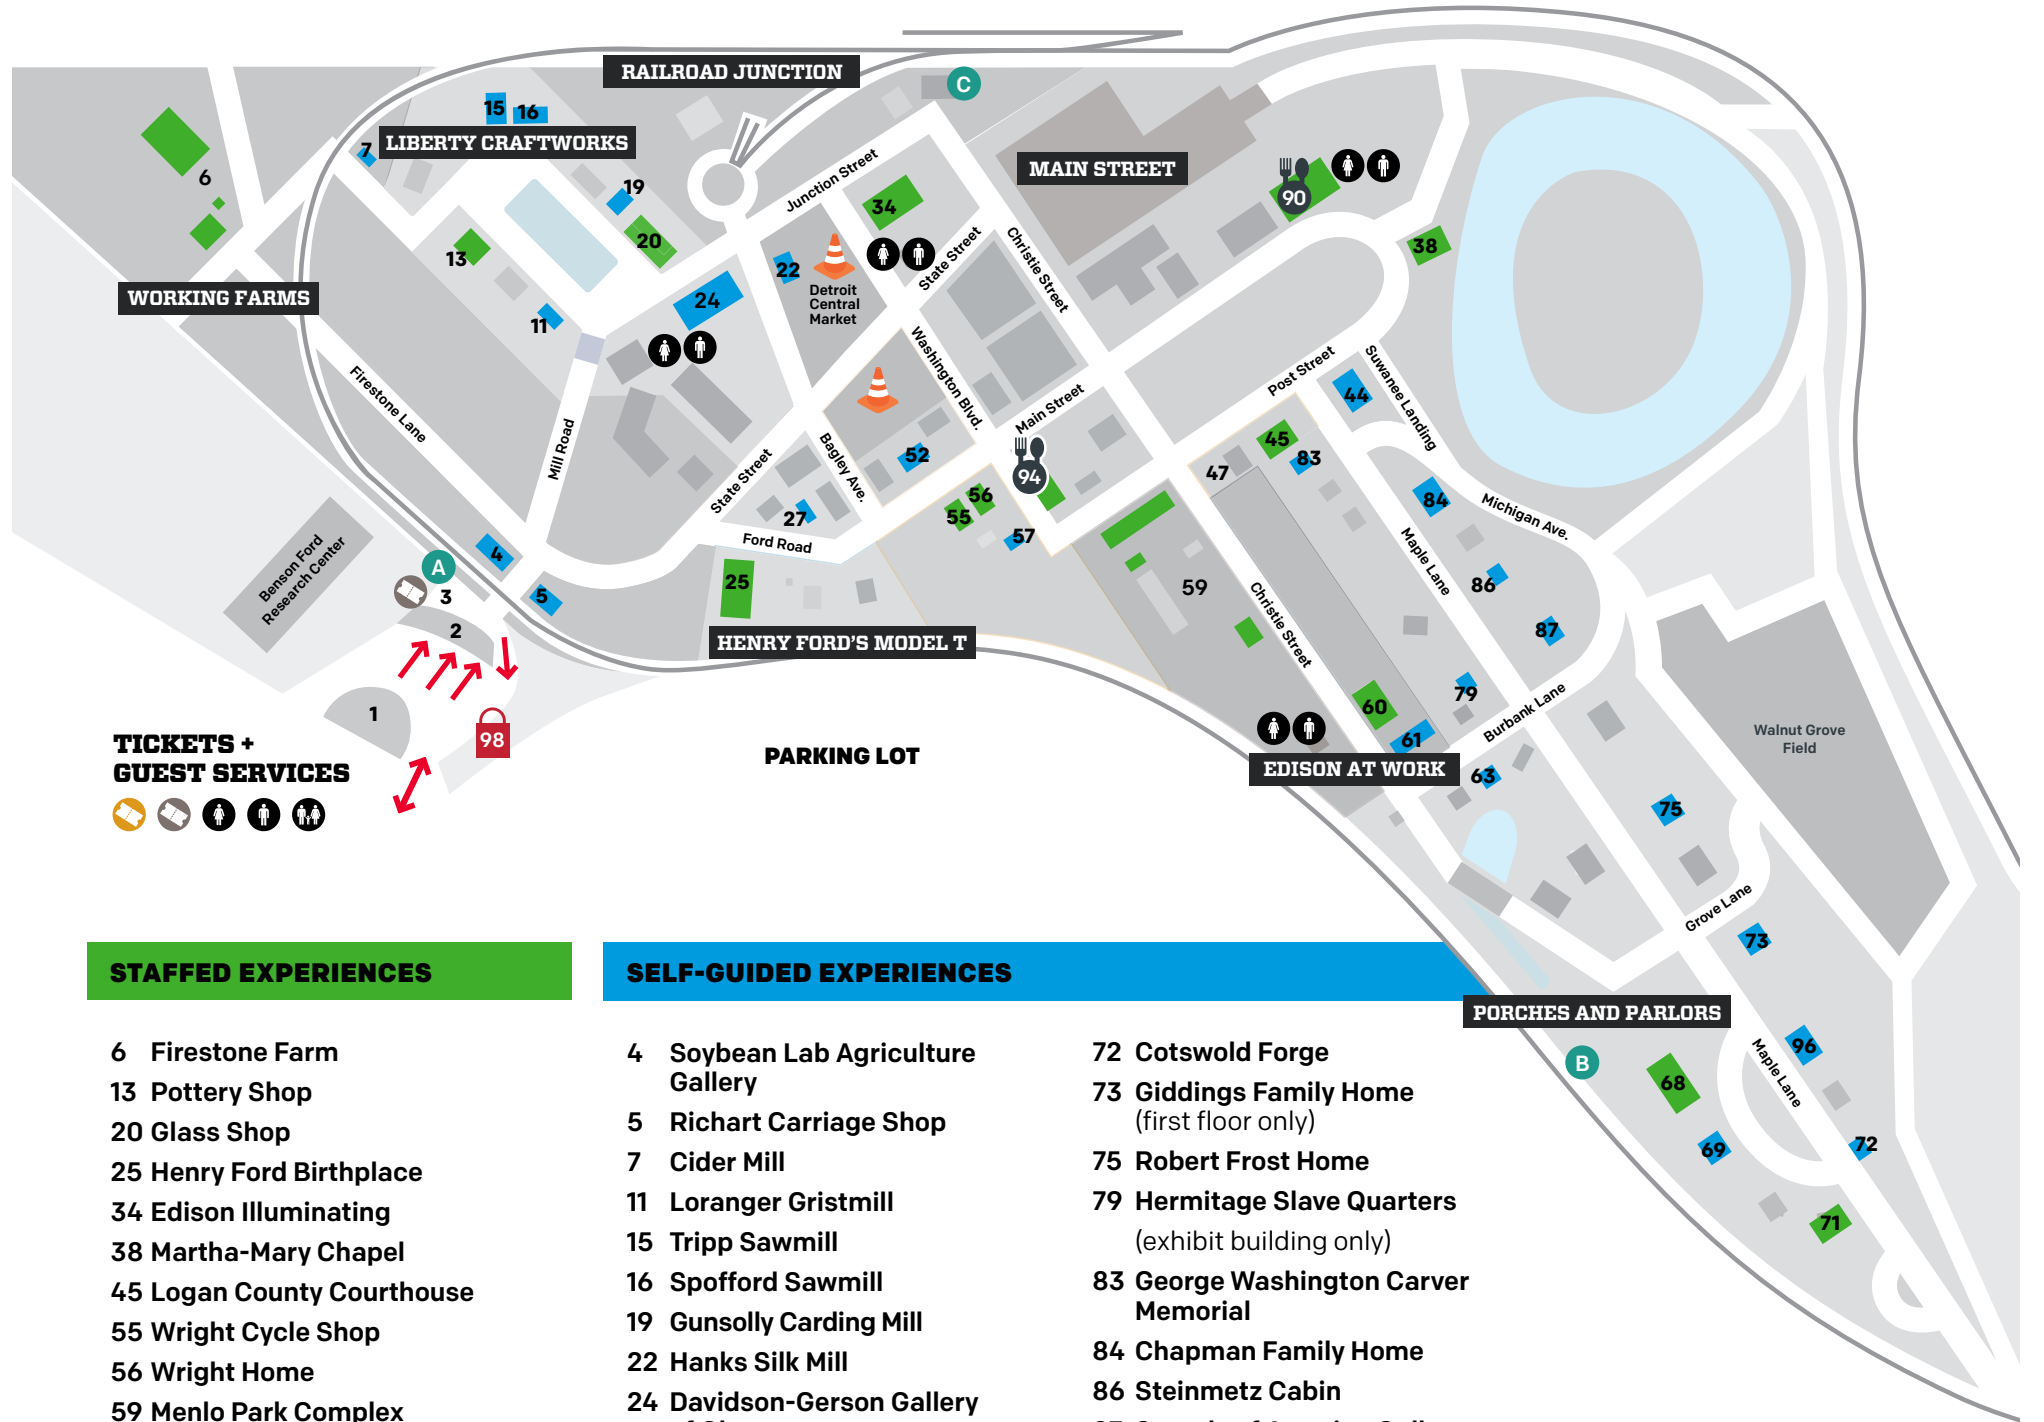 RAILROAD JUNCTION
C
15
16
LIBERTY CRAFTWORKS
7
6
19
Junction Street
MAIN STREET
90
34
20
13
22
State Street
Christie Street
38
Detroit
Central
Market
WORKING FARMS
24
11
Washington Blvd.
Firestone Lane
Mill Road
Main Street
Post Street
Suwanee Landing
44
Bagley Ave.
State Street
52
94
45
83
47
84
Michigan Ave.
56
55
27
57
Ford Road
Maple Lane
Benson Ford
Research Center
4
A
3
5
2
25
59
86
Christie Street
87
HENRY FORD'S MODEL T
1
98
79
60
61
Burbank Lane
Walnut Grove
Field
TICKETS +
GUEST SERVICES
PARKING LOT
EDISON AT WORK
63
75
Grove Lane
73
STAFFED EXPERIENCES
6 Firestone Farm
13 Pottery Shop
20 Glass Shop
25 Henry Ford Birthplace
34 Edison Illuminating
38 Martha-Mary Chapel
45 Logan County Courthouse
55 Wright Cycle Shop
56 Wright Home
59 Menlo Park Complex
SELF-GUIDED EXPERIENCES
4 Soybean Lab Agriculture
Gallery
5 Richart Carriage Shop
7 Cider Mill
11 Loranger Gristmill
15 Tripp Sawmill
16 Spofford Sawmill
19 Gunsolly Carding Mill
22 Hanks Silk Mill
24 Davidson-Gerson Gallery
72 Cotswold Forge
73 Giddings Family Home
(first floor only)
75 Robert Frost Home
79 Hermitage Slave Quarters
(exhibit building only)
83 George Washington Carver
Memorial
84 Chapman Family Home
86 Steinmetz Cabin
PORCHES AND PARLORS
B
96
Maple Lane
68
69
72
71